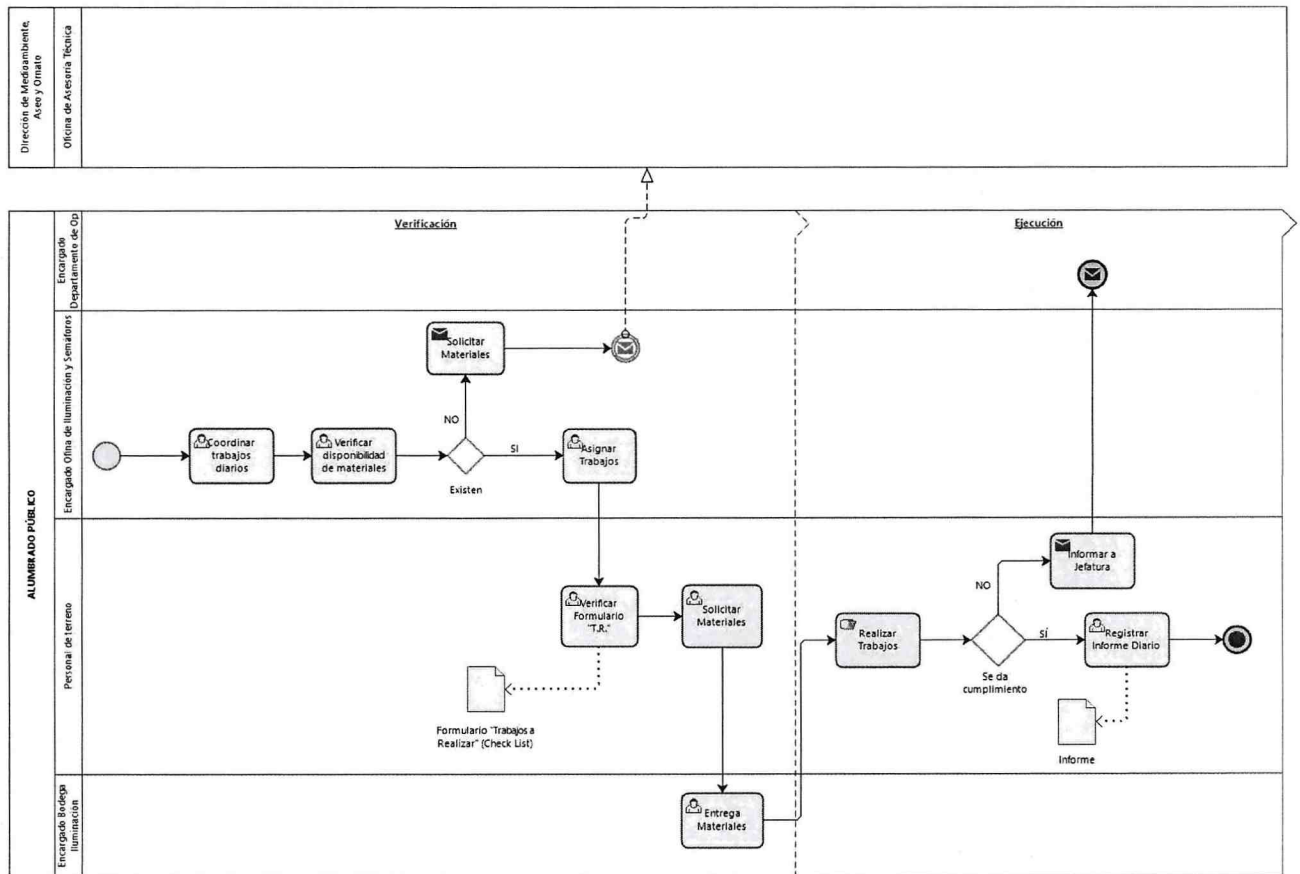 Dirección de Medioambiente,
Aseo y Ornato
Oficina de Asesoría Técnica
ALUMBRADO PÚBLICO
Encargado
Departamento de Op
Verificación
Ejecución
Encargado Ofina de Iluminación y Semáforos
Solicitar
Materiales
NO
Coordinar
trabajos
diarios
Verificar
disponibilidad
de materiales
Existen
SI
Asignar
Trabajos
Personal de terreno
Verificar
Formulario
"T.R."
Solicitar
Materiales
Formulario "Trabajos a
Realizar" (Check List)
Realizar
Trabajos
Se da
cumplimiento
NO
Informar a
Jefatura
SÍ
Registrar
Informe Diario
Informe
Encargado Bodega
Iluminación
Entrega
Materiales